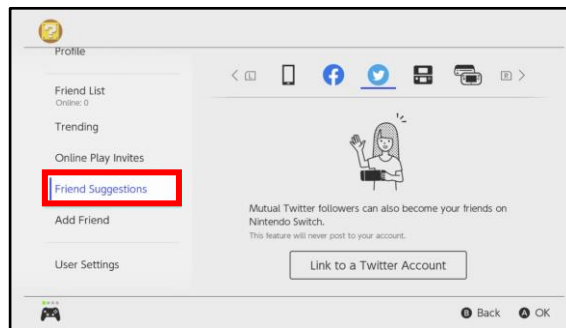 Profile
Friend List
Online: 0
Trending
Online Play Invites
Friend Suggestions
Add Friend
User Settings
L
R
Mutual Twitter followers can also become your friends on
Nintendo Switch.
This feature will never post to your account.
Link to a Twitter Account
B Back A OK